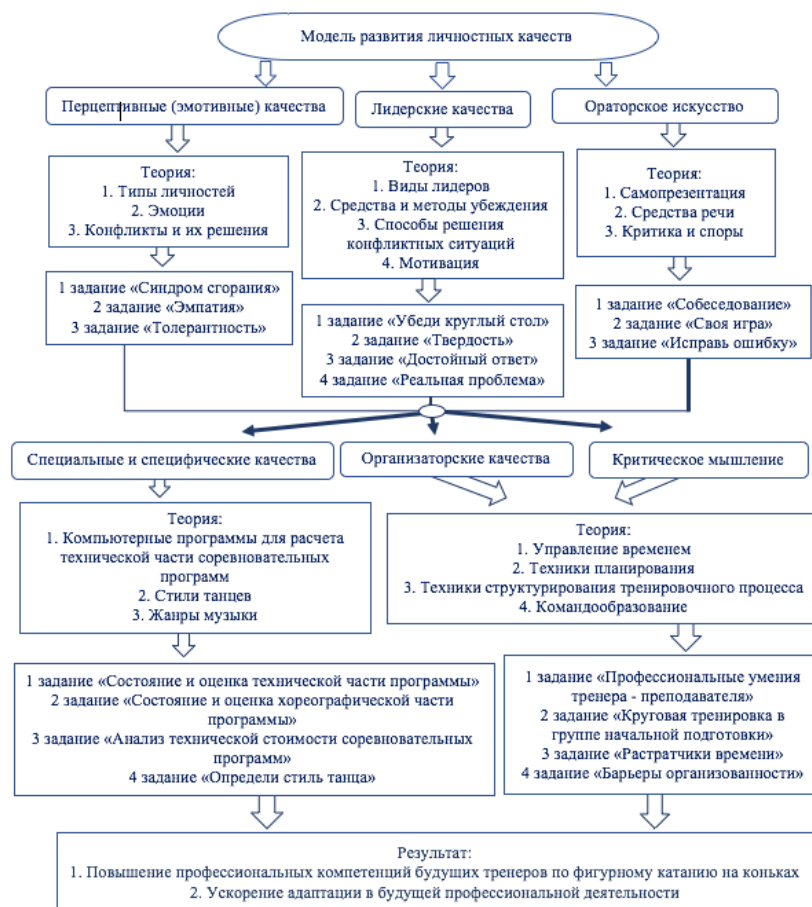 Модель развития личностных качеств
Перцептивные (эмотивные) качества
Лидерские качества
Ораторское искусство
Теория:
1. Типы личностей
2. Эмоции
3. Конфликты и их решения
Теория:
1. Виды лидеров
2. Средства и методы убеждения
3. Способы решения
конфликтных ситуаций
4. Мотивация
Теория:
1. Самопрезентация
2. Средства речи
3. Критика и споры
1 задание «Синдром сгорания»
2 задание «Эмпатия»
3 задание «Толерантность»
1 задание «Убеди круглый стол»
2 задание «Твердость»
3 задание «Достойный ответ»
4 задание «Реальная проблема»
1 задание «Собеседование»
2 задание «Своя игра»
3 задание «Исправь ошибку»
Специальные и специфические качества
Организаторские качества
Критическое мышление
Теория:
1. Компьютерные программы для расчета
технической части соревновательных
программ
2. Стили танцев
3. Жанры музыки
Теория:
1. Управление временем
2. Техники планирования
3. Техники структурирования тренировочного процесса
4. Командообразование
1 задание «Состояние и оценка технической части программы»
2 задание «Состояние и оценка хореографической части
программы»
3 задание «Анализ технической стоимости соревновательных
программ»
4 задание «Определи стиль танца»
1 задание «Профессиональные умения
тренера - преподавателя»
2 задание «Круговая тренировка в
группе начальной подготовки»
3 задание «Растратчики времени»
4 задание «Барьеры организованности»
Результат:
1. Повышение профессиональных компетенций будущих тренеров по фигурному катанию на коньках
2. Ускорение адаптации в будущей профессиональной деятельности